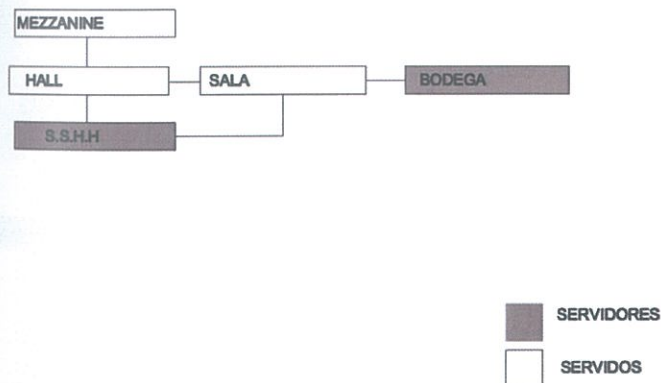 MEZZANINE
HALL
SALA
BODEGA
S.S.H.H
SERVIDORES
SERVIDOS